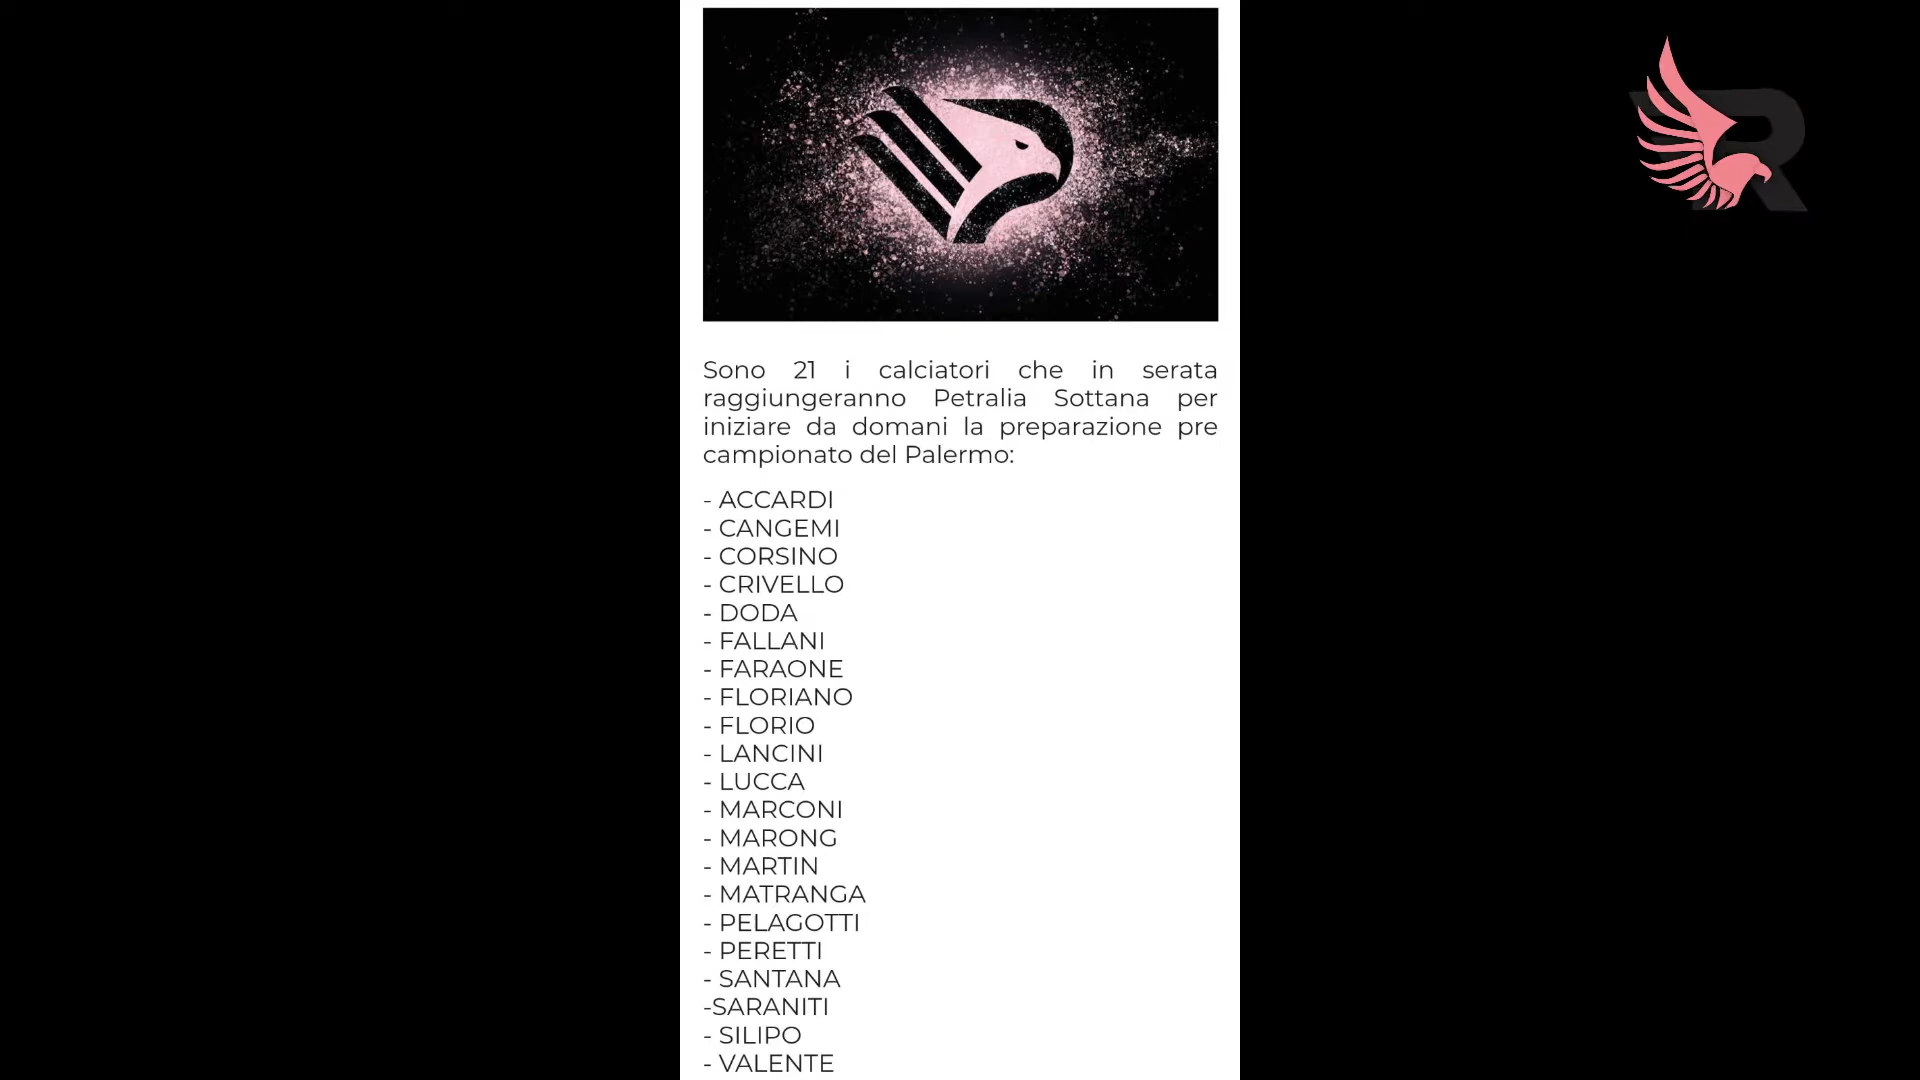 Sono 21 i calciatori che in serata
raggiungeranno Petralia Sottana per
iniziare da domani la preparazione pre
campionato del Palermo:
- ACCARDI
- CANGEMI
- CORSINO
- CRIVELLO
- DODA
- FALLANI
- FARAONE
- FLORIANO
- FLORIO
- LANCINI
- LUCCA
- MARCONI
- MARONG
- MARTIN
- MATRANGA
- PELAGOTTI
- PERETTI
- SANTANA
-SARANITI
- SILIPO
- VALENTE
R